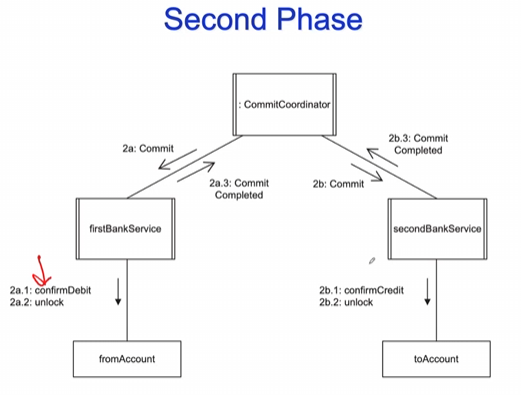 Second Phase
: CommitCoordinator
2a: Commit
2a.3: Commit
Completed
2b.3: Commit
Completed
2b: Commit
firstBankService
secondBankService
2a.1: confirmDebit
2a.2: unlock
2b.1: confirmCredit
2b.2: unlock
fromAccount
toAccount